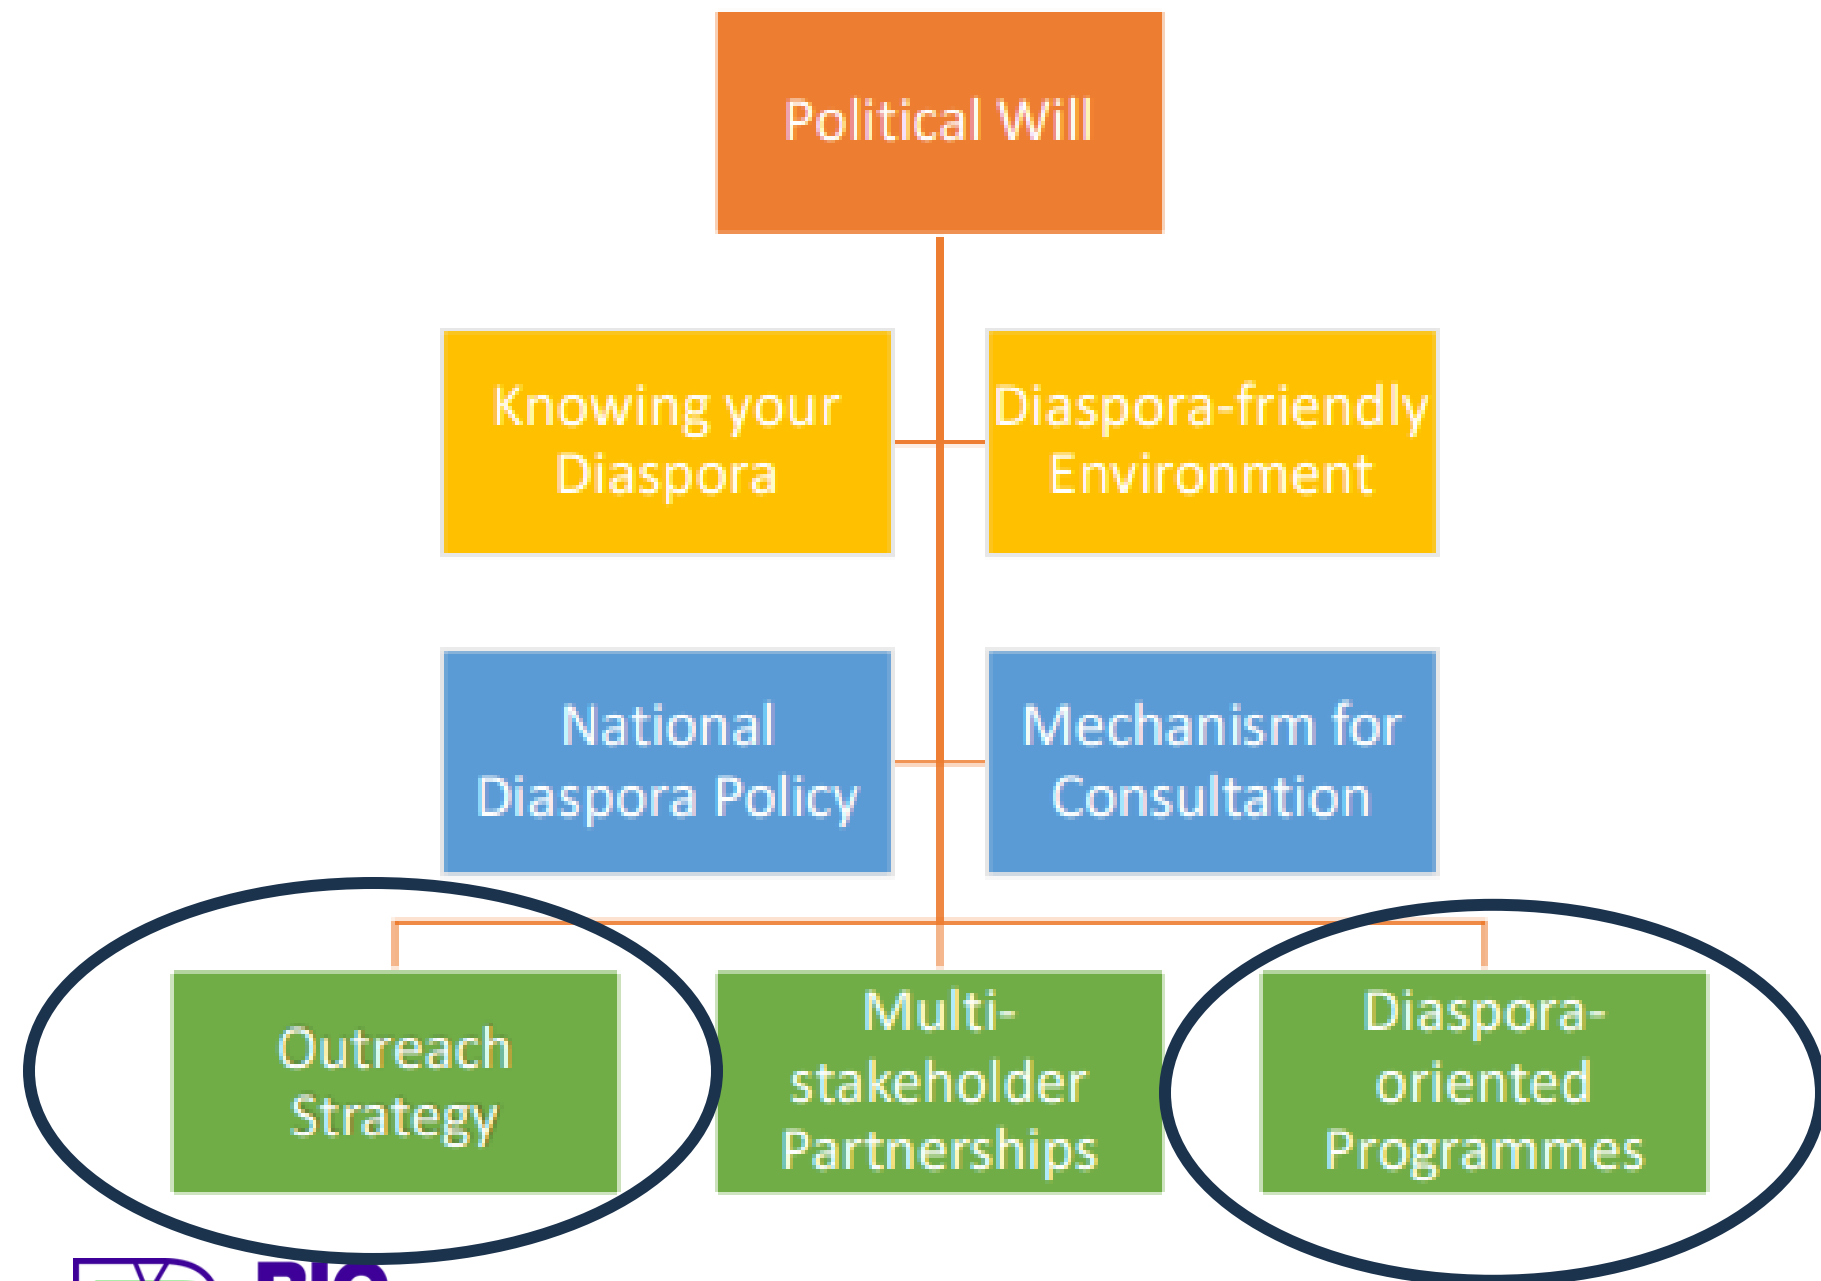 Political Will
Knowing your
Diaspora
Diaspora-friendly
Environment
National
Diaspora Policy
Mechanism for
Consultation
Outreach
Strategy
Multi-
stakeholder
Partnerships
Diaspora-
oriented
Programmes